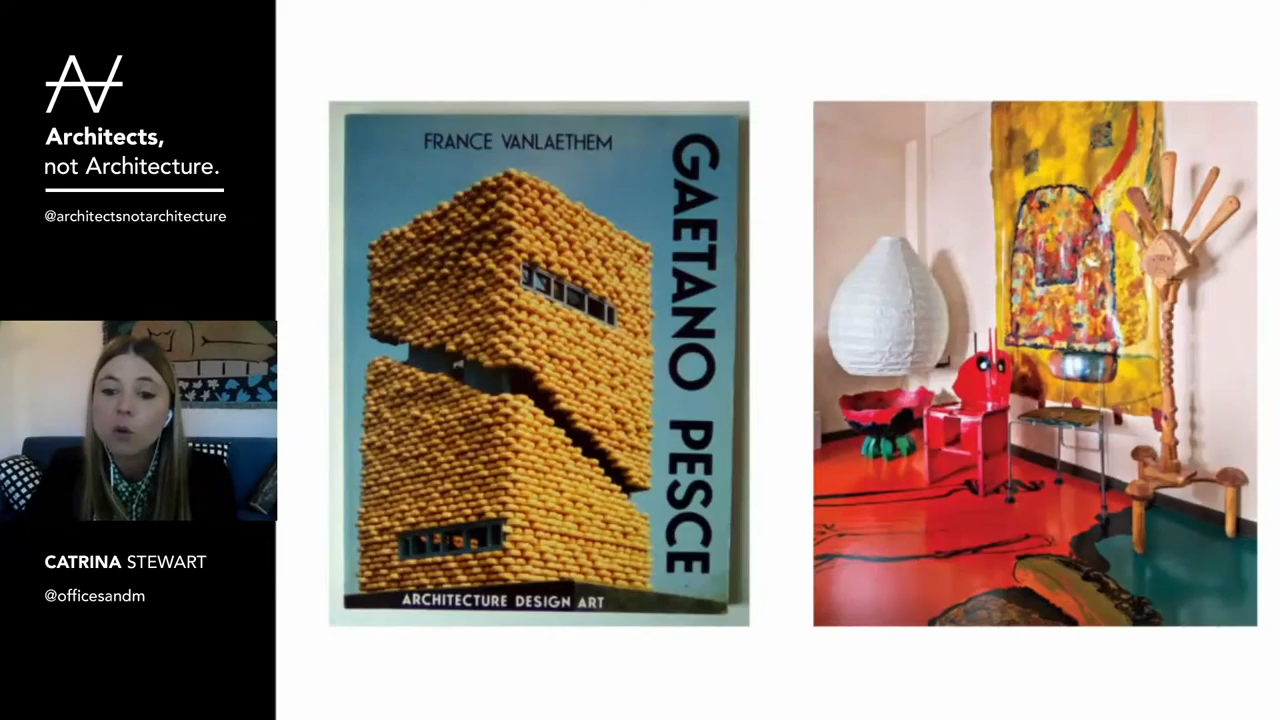 Architects,
not Architecture.
@architectsnotarchitecture
CATRINA STEWART
@officesandm
FRANCE VANLAETHEM
GAETANO PESCE
ARCHITECTURE DESIGN ART